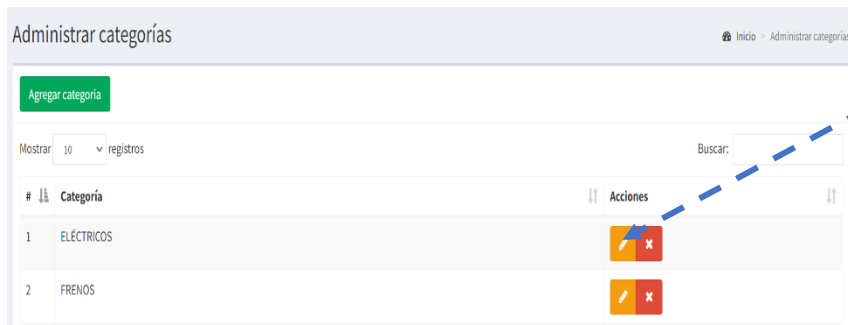 Administrar categorías
Inicio > Administrar categorías
Agregar categoría
Mostrar 10 registros
Buscar:
# Categoría Acciones
1 ELÉCTRICOS
2 FRENOS